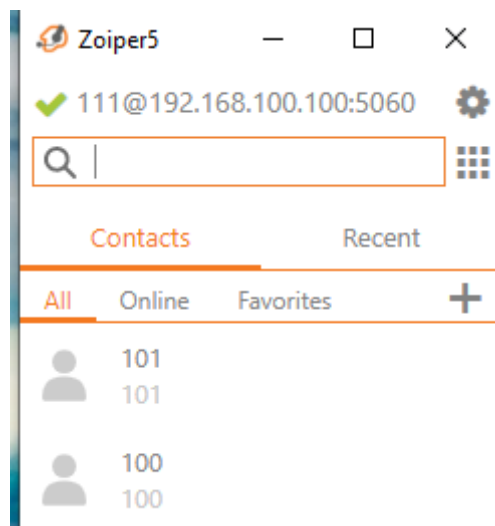 Zoiper5
111@192.168.100.100:5060
Contacts Recent
All Online Favorites
101
101
100
100